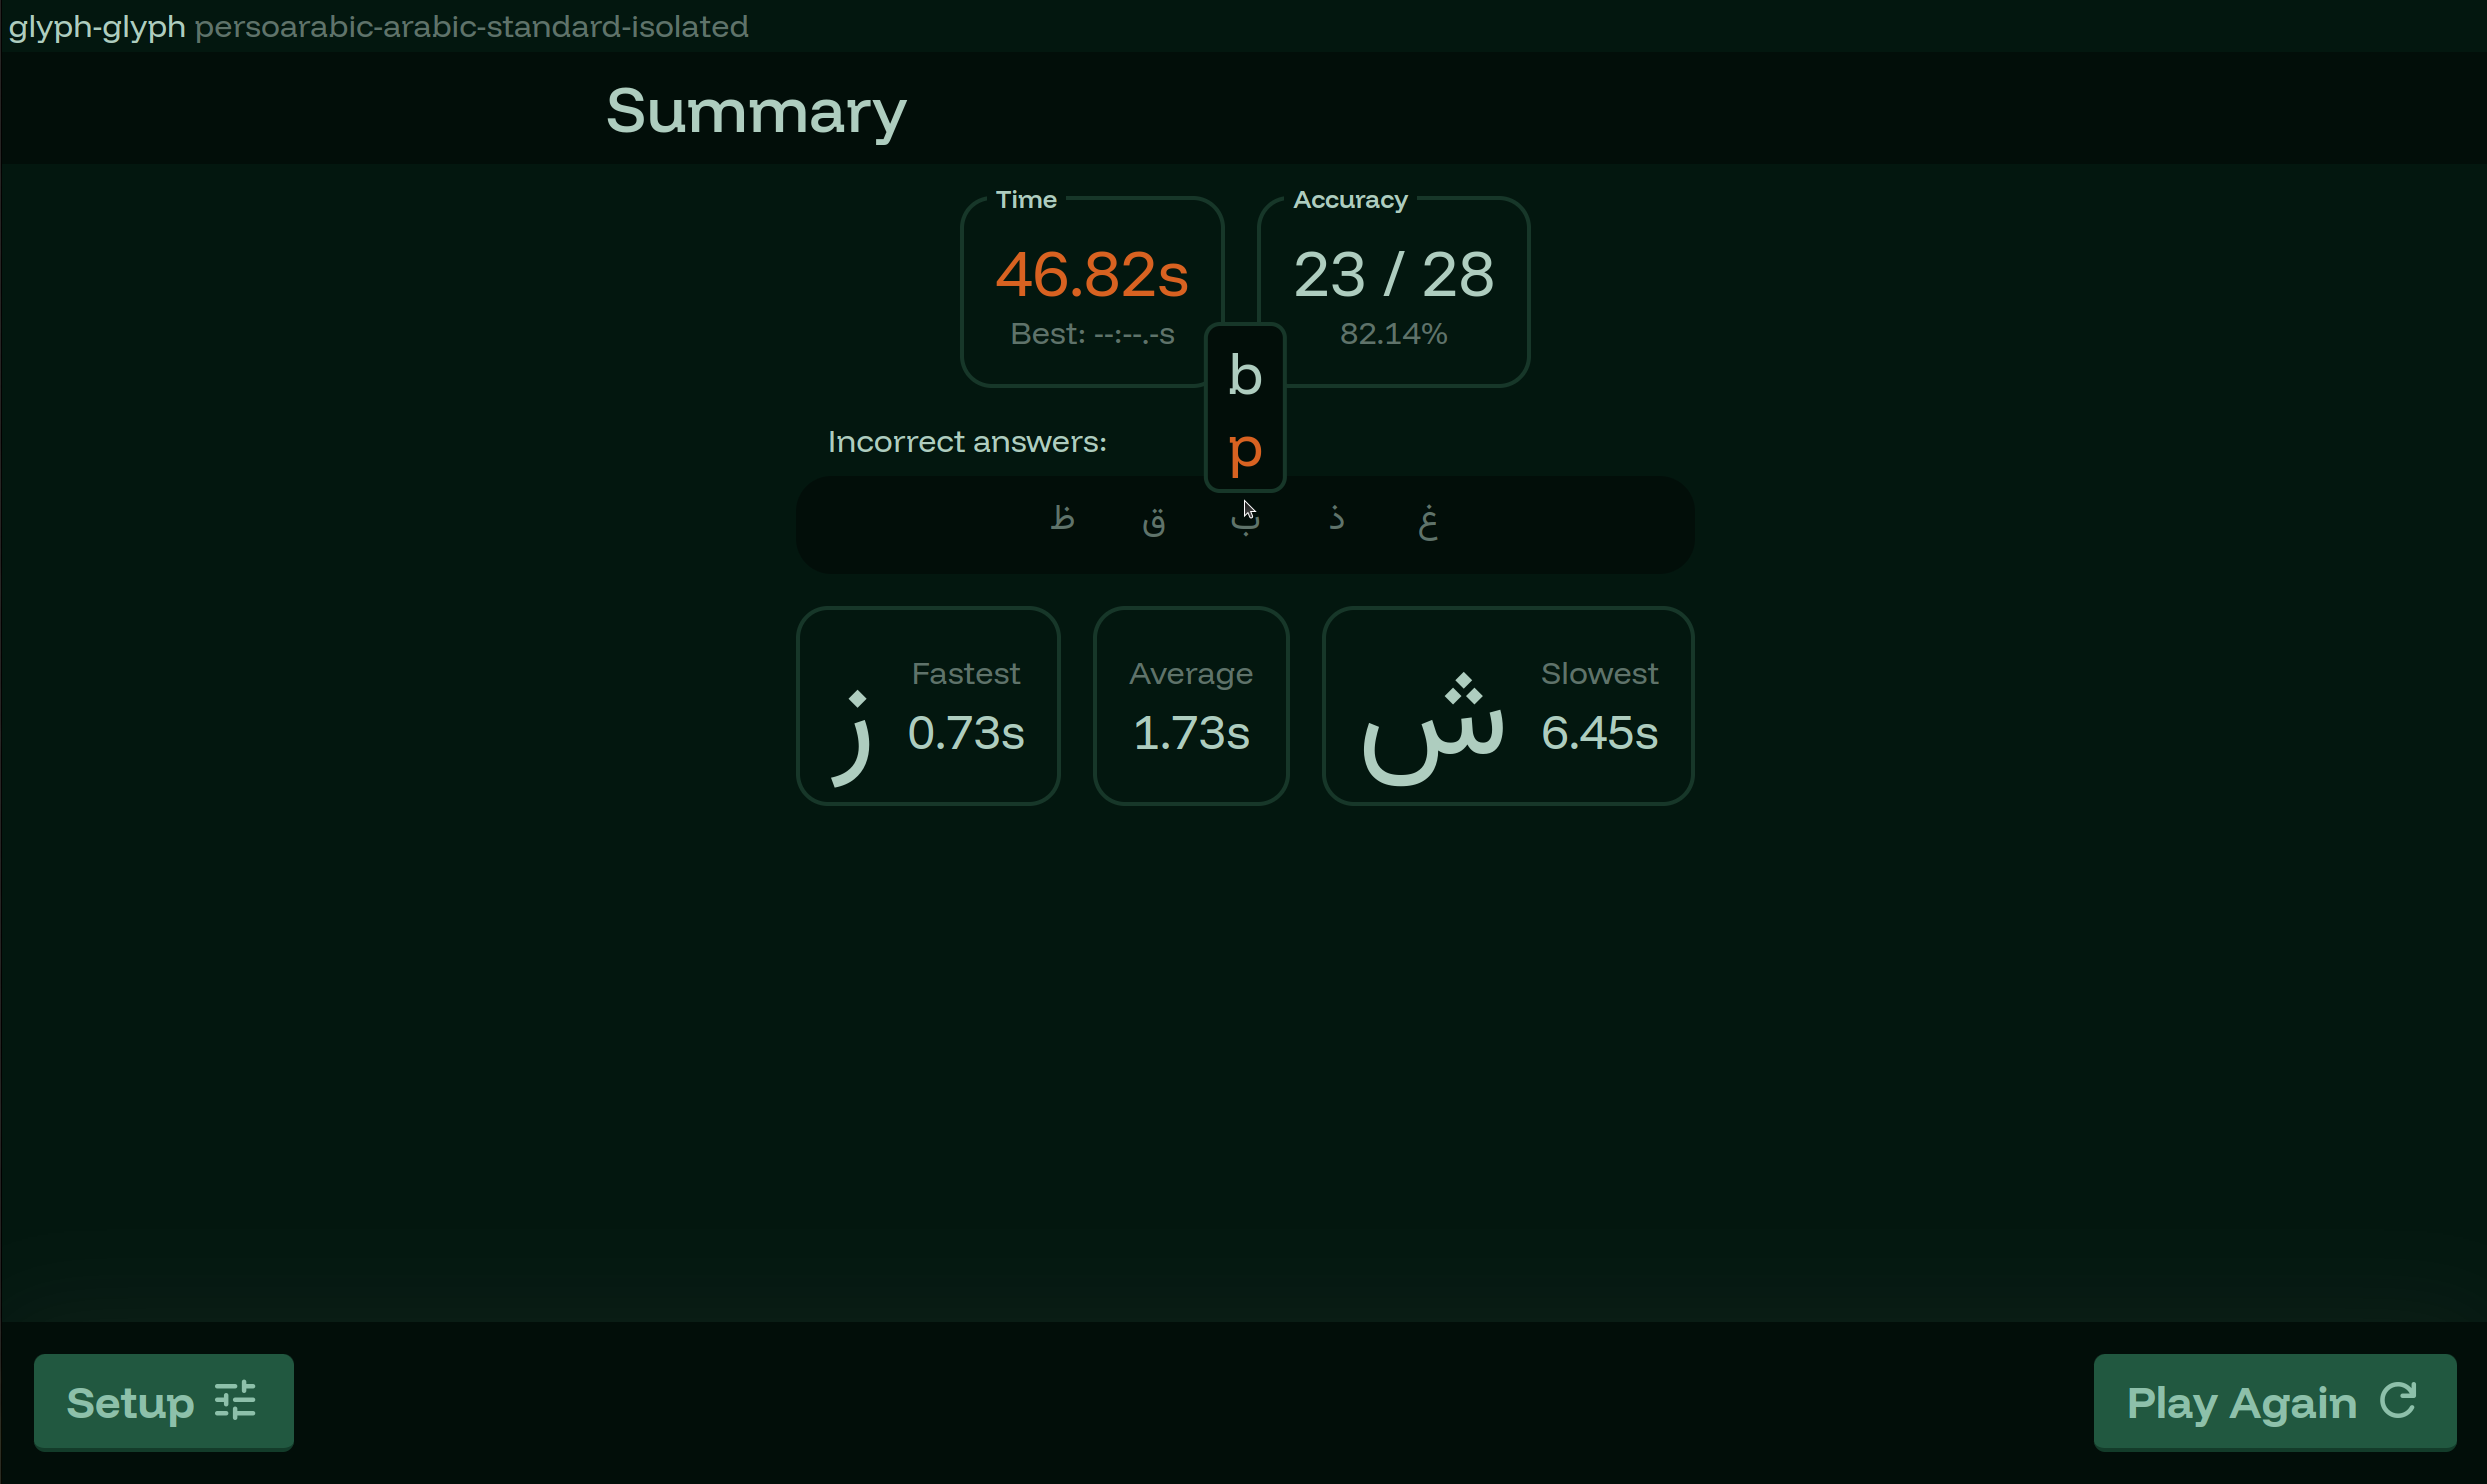 glyph-glyph persoarabic-arabic-standard-isolated
Summary
Time
46.82s
Best: --:--.-s
Accuracy
23 / 28
82.14%
b
p
Incorrect answers:
ظ ق ب ذ غ
ز
Fastest
0.73s
Average
1.73s
ش
Slowest
6.45s
Setup
Play Again